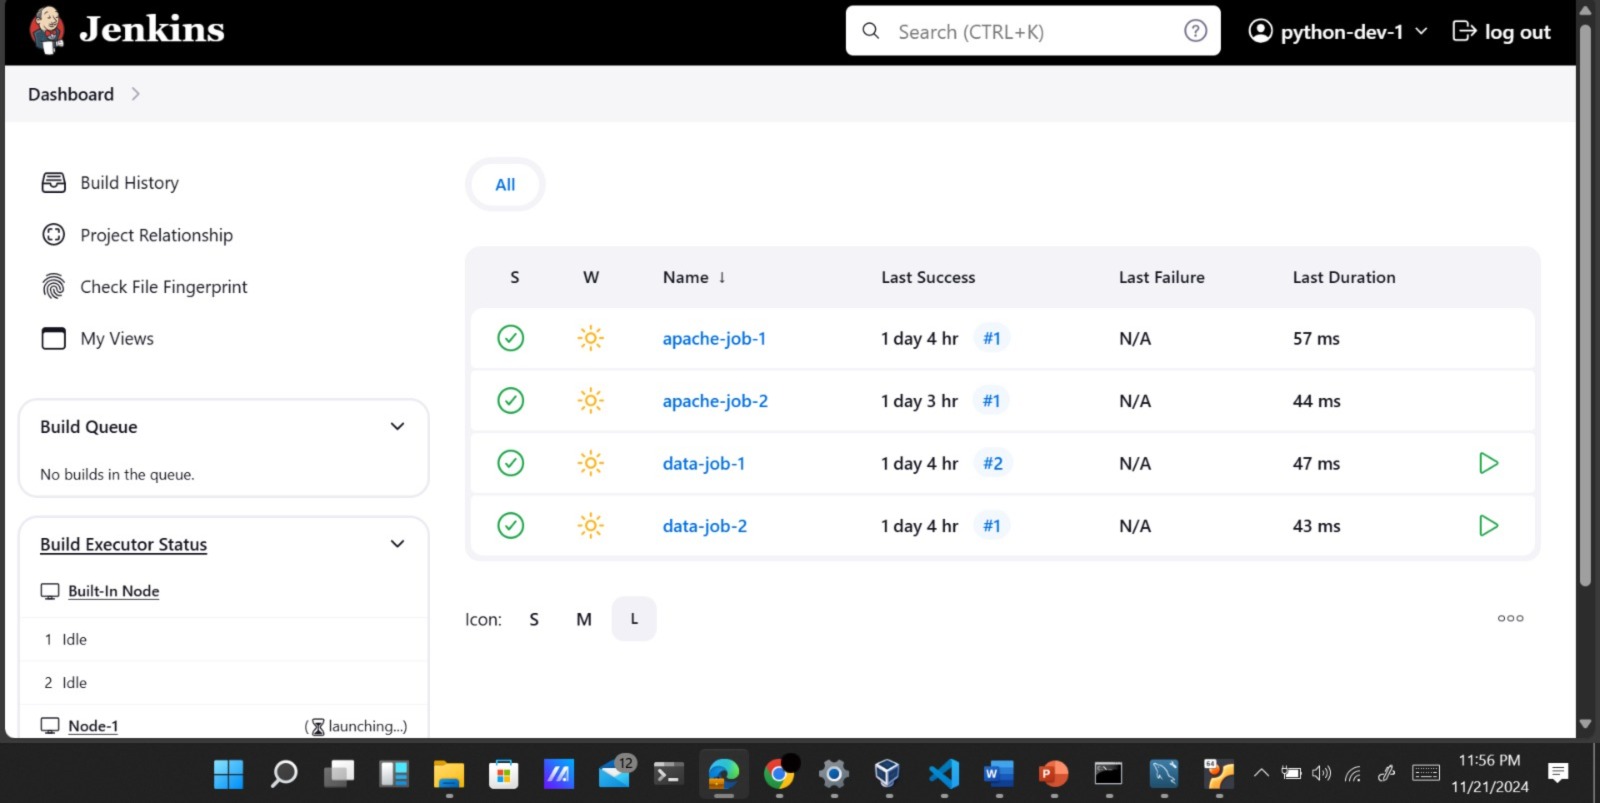 Jenkins
Search (CTRL+K)
python-dev-1
log out
Dashboard
Build History
Project Relationship
Check File Fingerprint
My Views
Build Queue
No builds in the queue.
Build Executor Status
Built-In Node
1 Idle
2 Idle
Node-1 (launching...)
All
S W Name ↓ Last Success Last Failure Last Duration
apache-job-1 1 day 4 hr #1 N/A 57 ms
apache-job-2 1 day 3 hr #1 N/A 44 ms
data-job-1 1 day 4 hr #2 N/A 47 ms
data-job-2 1 day 4 hr #1 N/A 43 ms
Icon: S M L
12
64
11:56 PM
11/21/2024